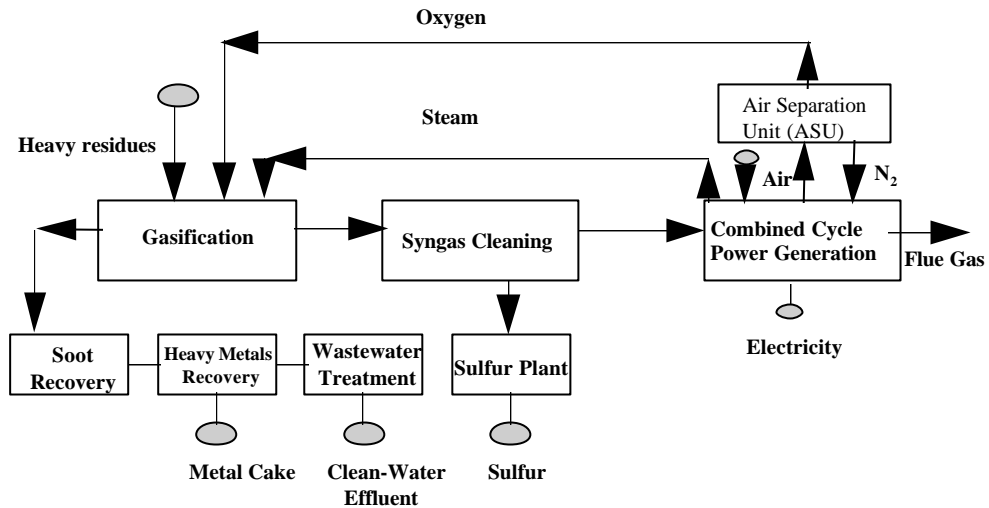 Oxygen
Air Separation
Unit (ASU)
Steam
Heavy residues
Air
N₂
Gasification
Syngas Cleaning
Combined Cycle
Power Generation
Flue Gas
Soot
Recovery
Heavy Metals
Recovery
Wastewater
Treatment
Sulfur Plant
Electricity
Metal Cake
Clean-Water
Effluent
Sulfur